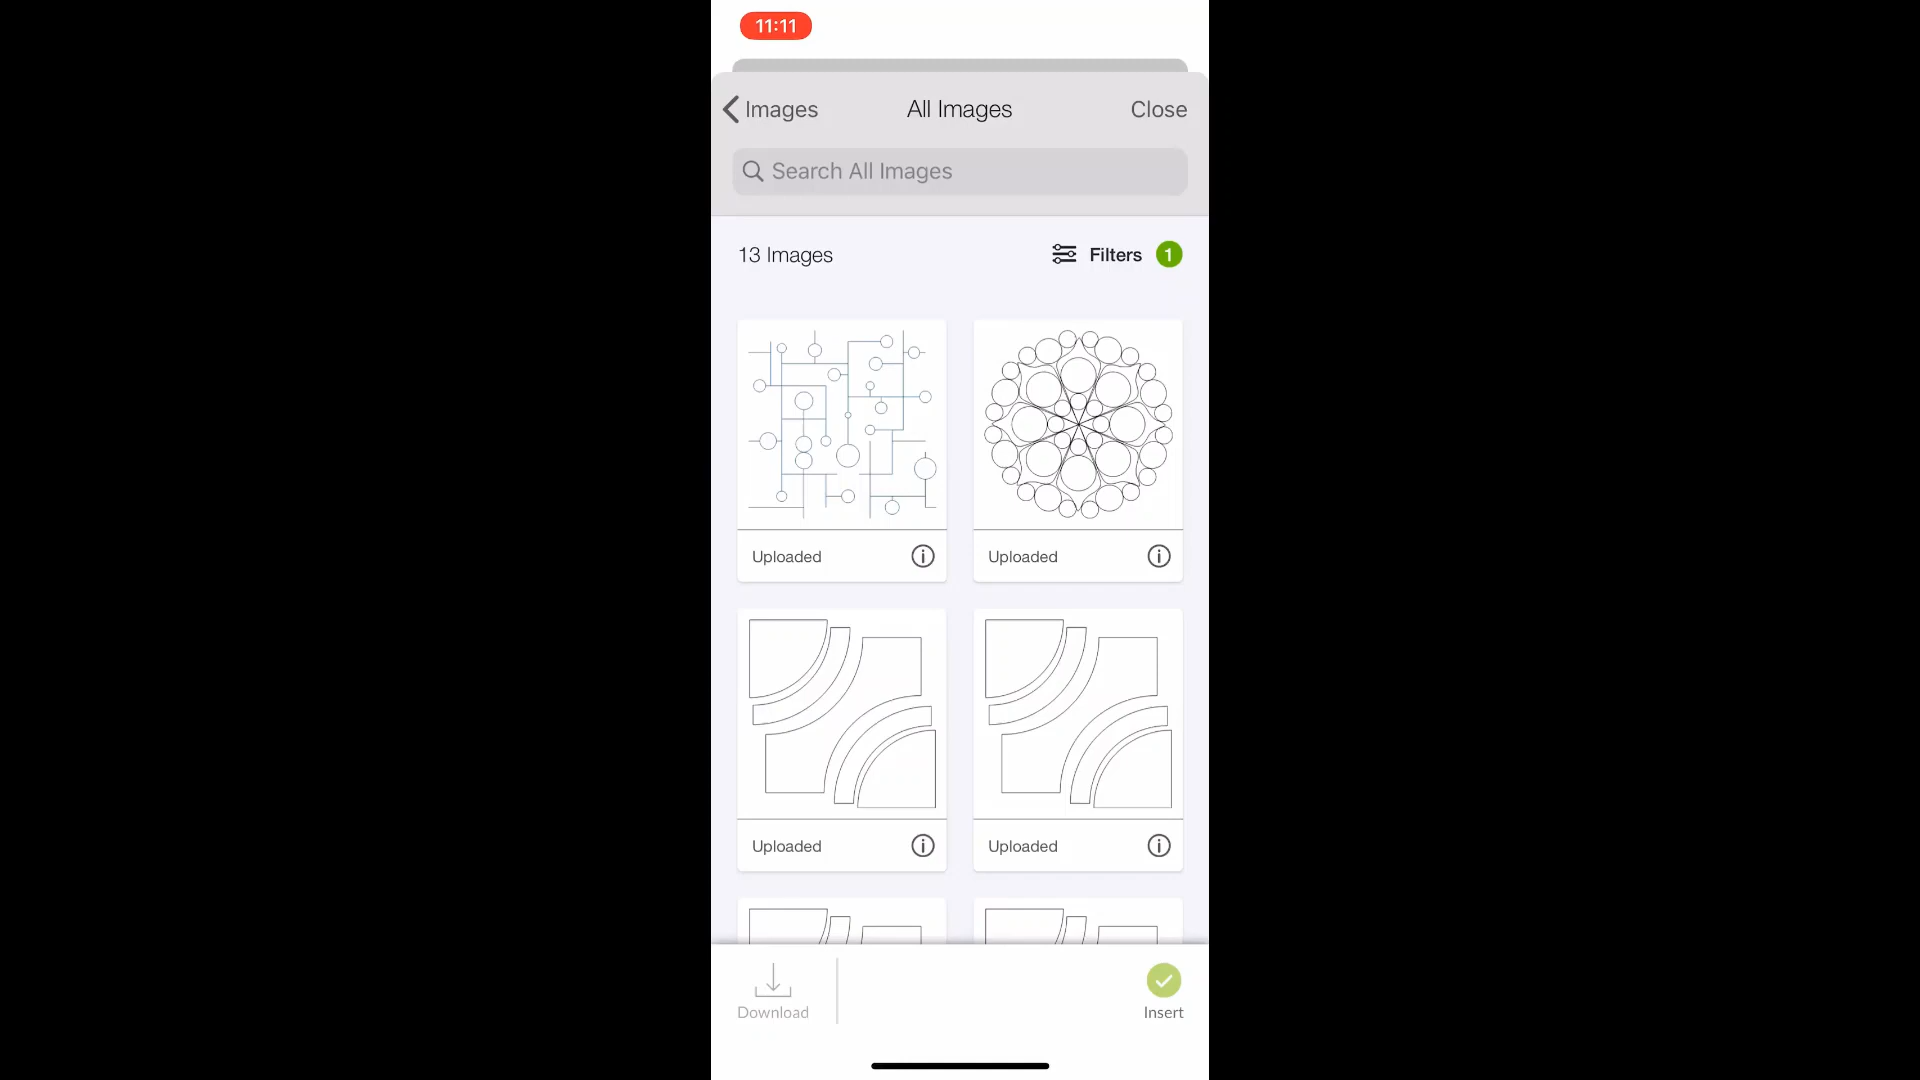 11:11
Images
All Images
Close
Search All Images
13 Images
Filters
1
Uploaded
Uploaded
Uploaded
Uploaded
Download
Insert